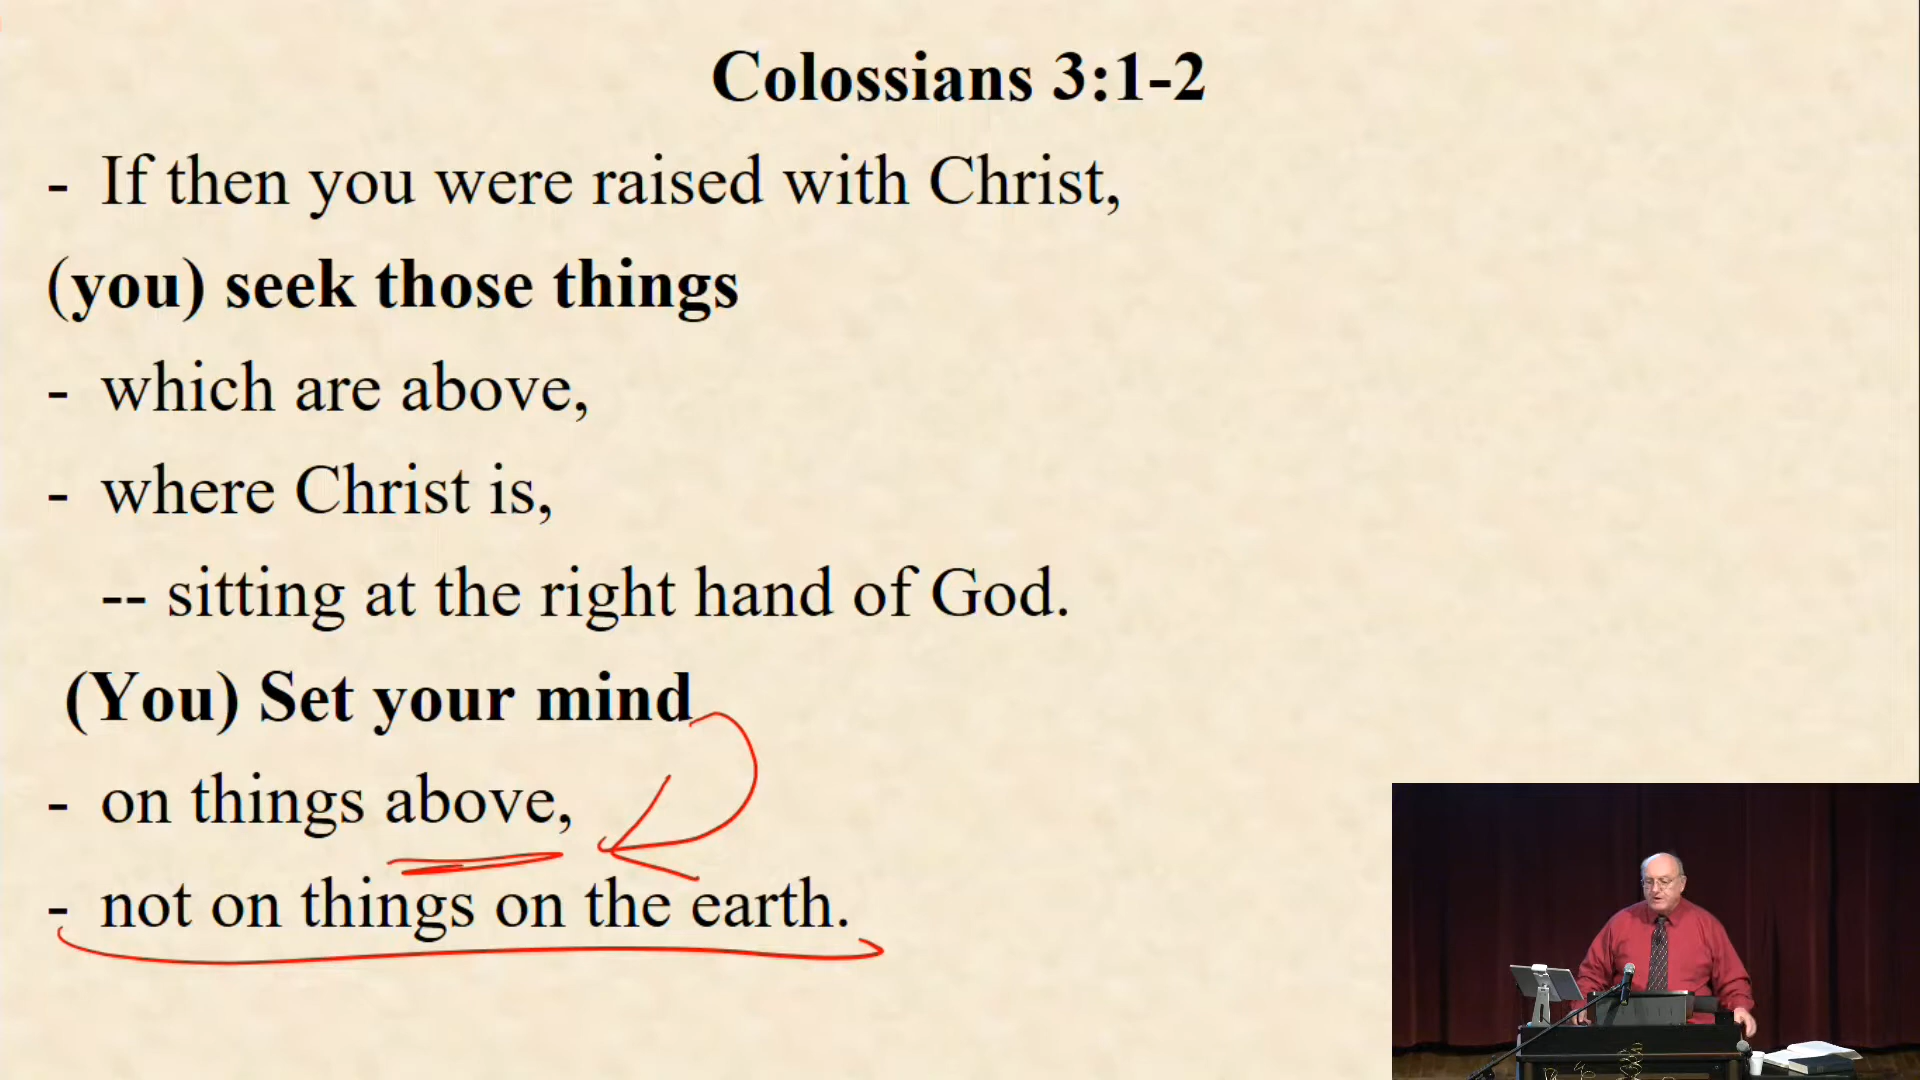 Colossians 3:1-2
- If then you were raised with Christ,
(you) seek those things
- which are above,
- where Christ is,
-- sitting at the right hand of God.
(You) Set your mind
- on things above,
- not on things on the earth.